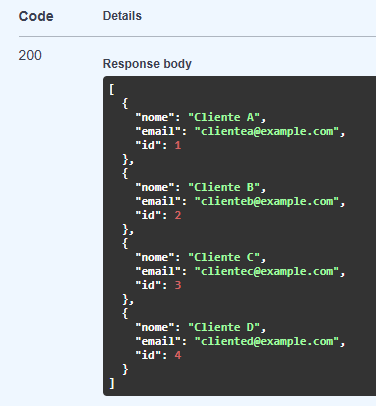 Code Details
200
Response body
[
  {
    "nome": "Cliente A",
    "email": "clientea@example.com",
    "id": 1
  },
  {
    "nome": "Cliente B",
    "email": "clienteb@example.com",
    "id": 2
  },
  {
    "nome": "Cliente C",
    "email": "clientec@example.com",
    "id": 3
  },
  {
    "nome": "Cliente D",
    "email": "cliented@example.com",
    "id": 4
  }
]